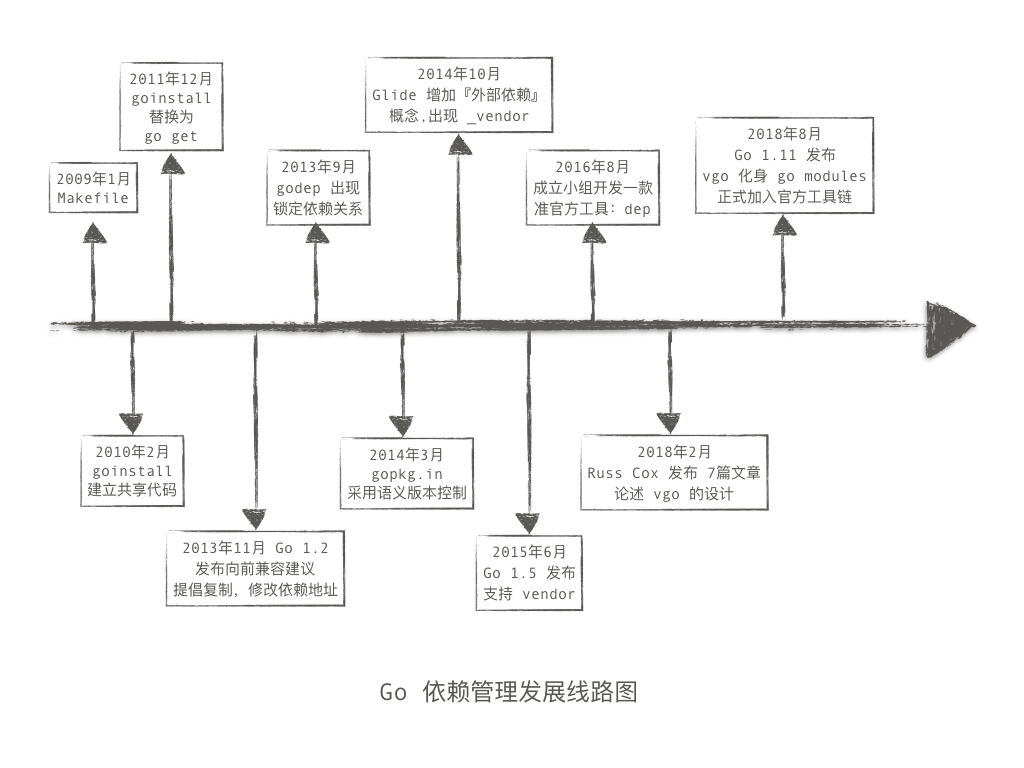 2011年12月
goinstall
替换为
go get
2014年10月
Glide 增加『外部依赖』
概念,出现 _vendor
2018年8月
Go 1.11 发布
vgo 化身 go modules
正式加入官方工具链
2009年1月
Makefile
2013年9月
godep 出现
锁定依赖关系
2016年8月
成立小组开发一款
准官方工具: dep
2010年2月
goinstall
建立共享代码
2014年3月
gopkg.in
采用语义版本控制
2018年2月
Russ Cox 发布 7篇文章
论述 vgo 的设计
2013年11月 Go 1.2
发布向前兼容建议
提倡复制, 修改依赖地址
2015年6月
Go 1.5 发布
支持 vendor
Go 依赖管理发展线路图